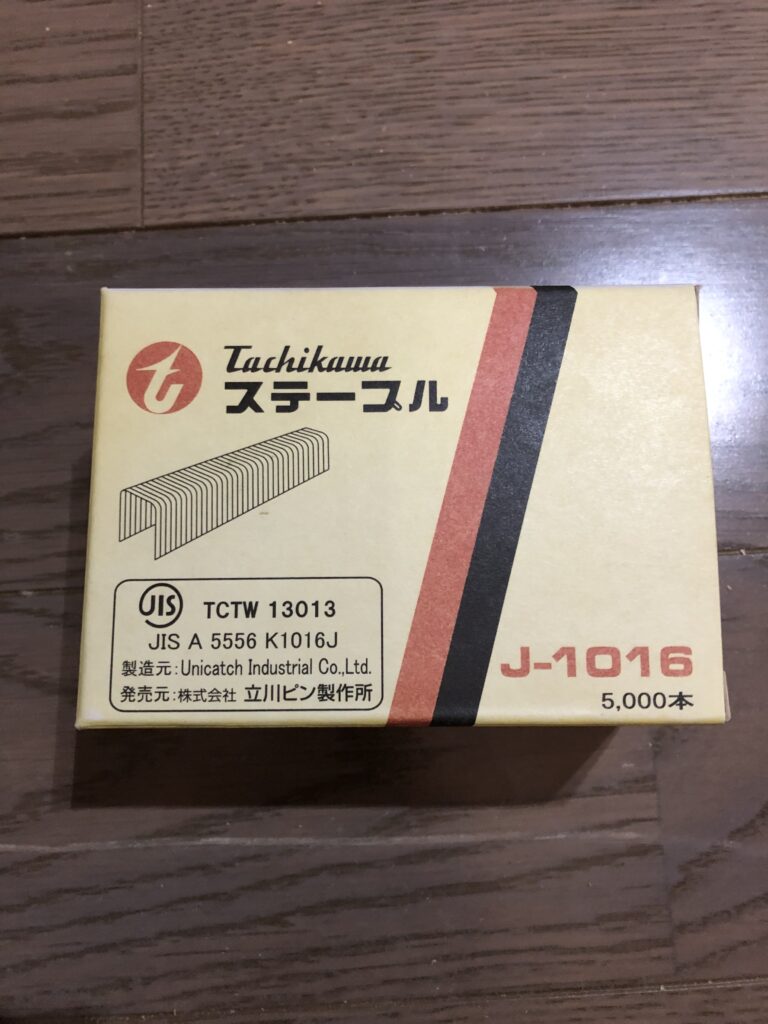 Tachikawa
ステープル
JIS TCTW 13013
JIS A 5556 K1016J
製造元:Unicatch Industrial Co.,Ltd.
発売元:株式会社 立川ピン製作所
J-1016
5,000本